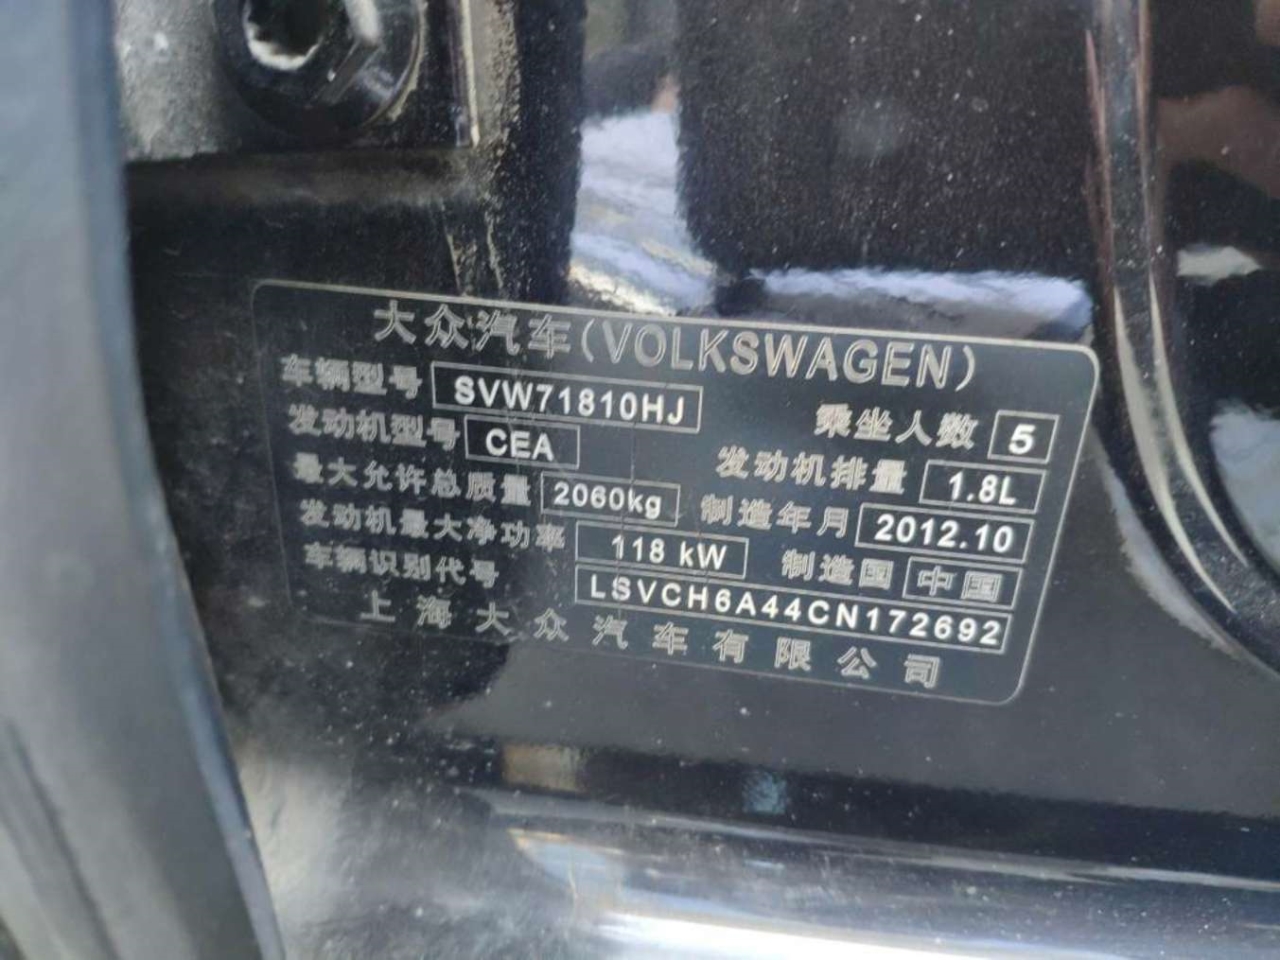 大众汽车(VOLKSWAGEN)
车辆型号 SVW71810HJ 乘坐人数 5
发动机型号 CEA 发动机排量 1.8L
最大允许总质量 2060kg 制造年月 2012.10
发动机最大净功率 118 kW 制造国 中国
车辆识别代号 LSVCH6A44CN172692
上海大众汽车有限公司